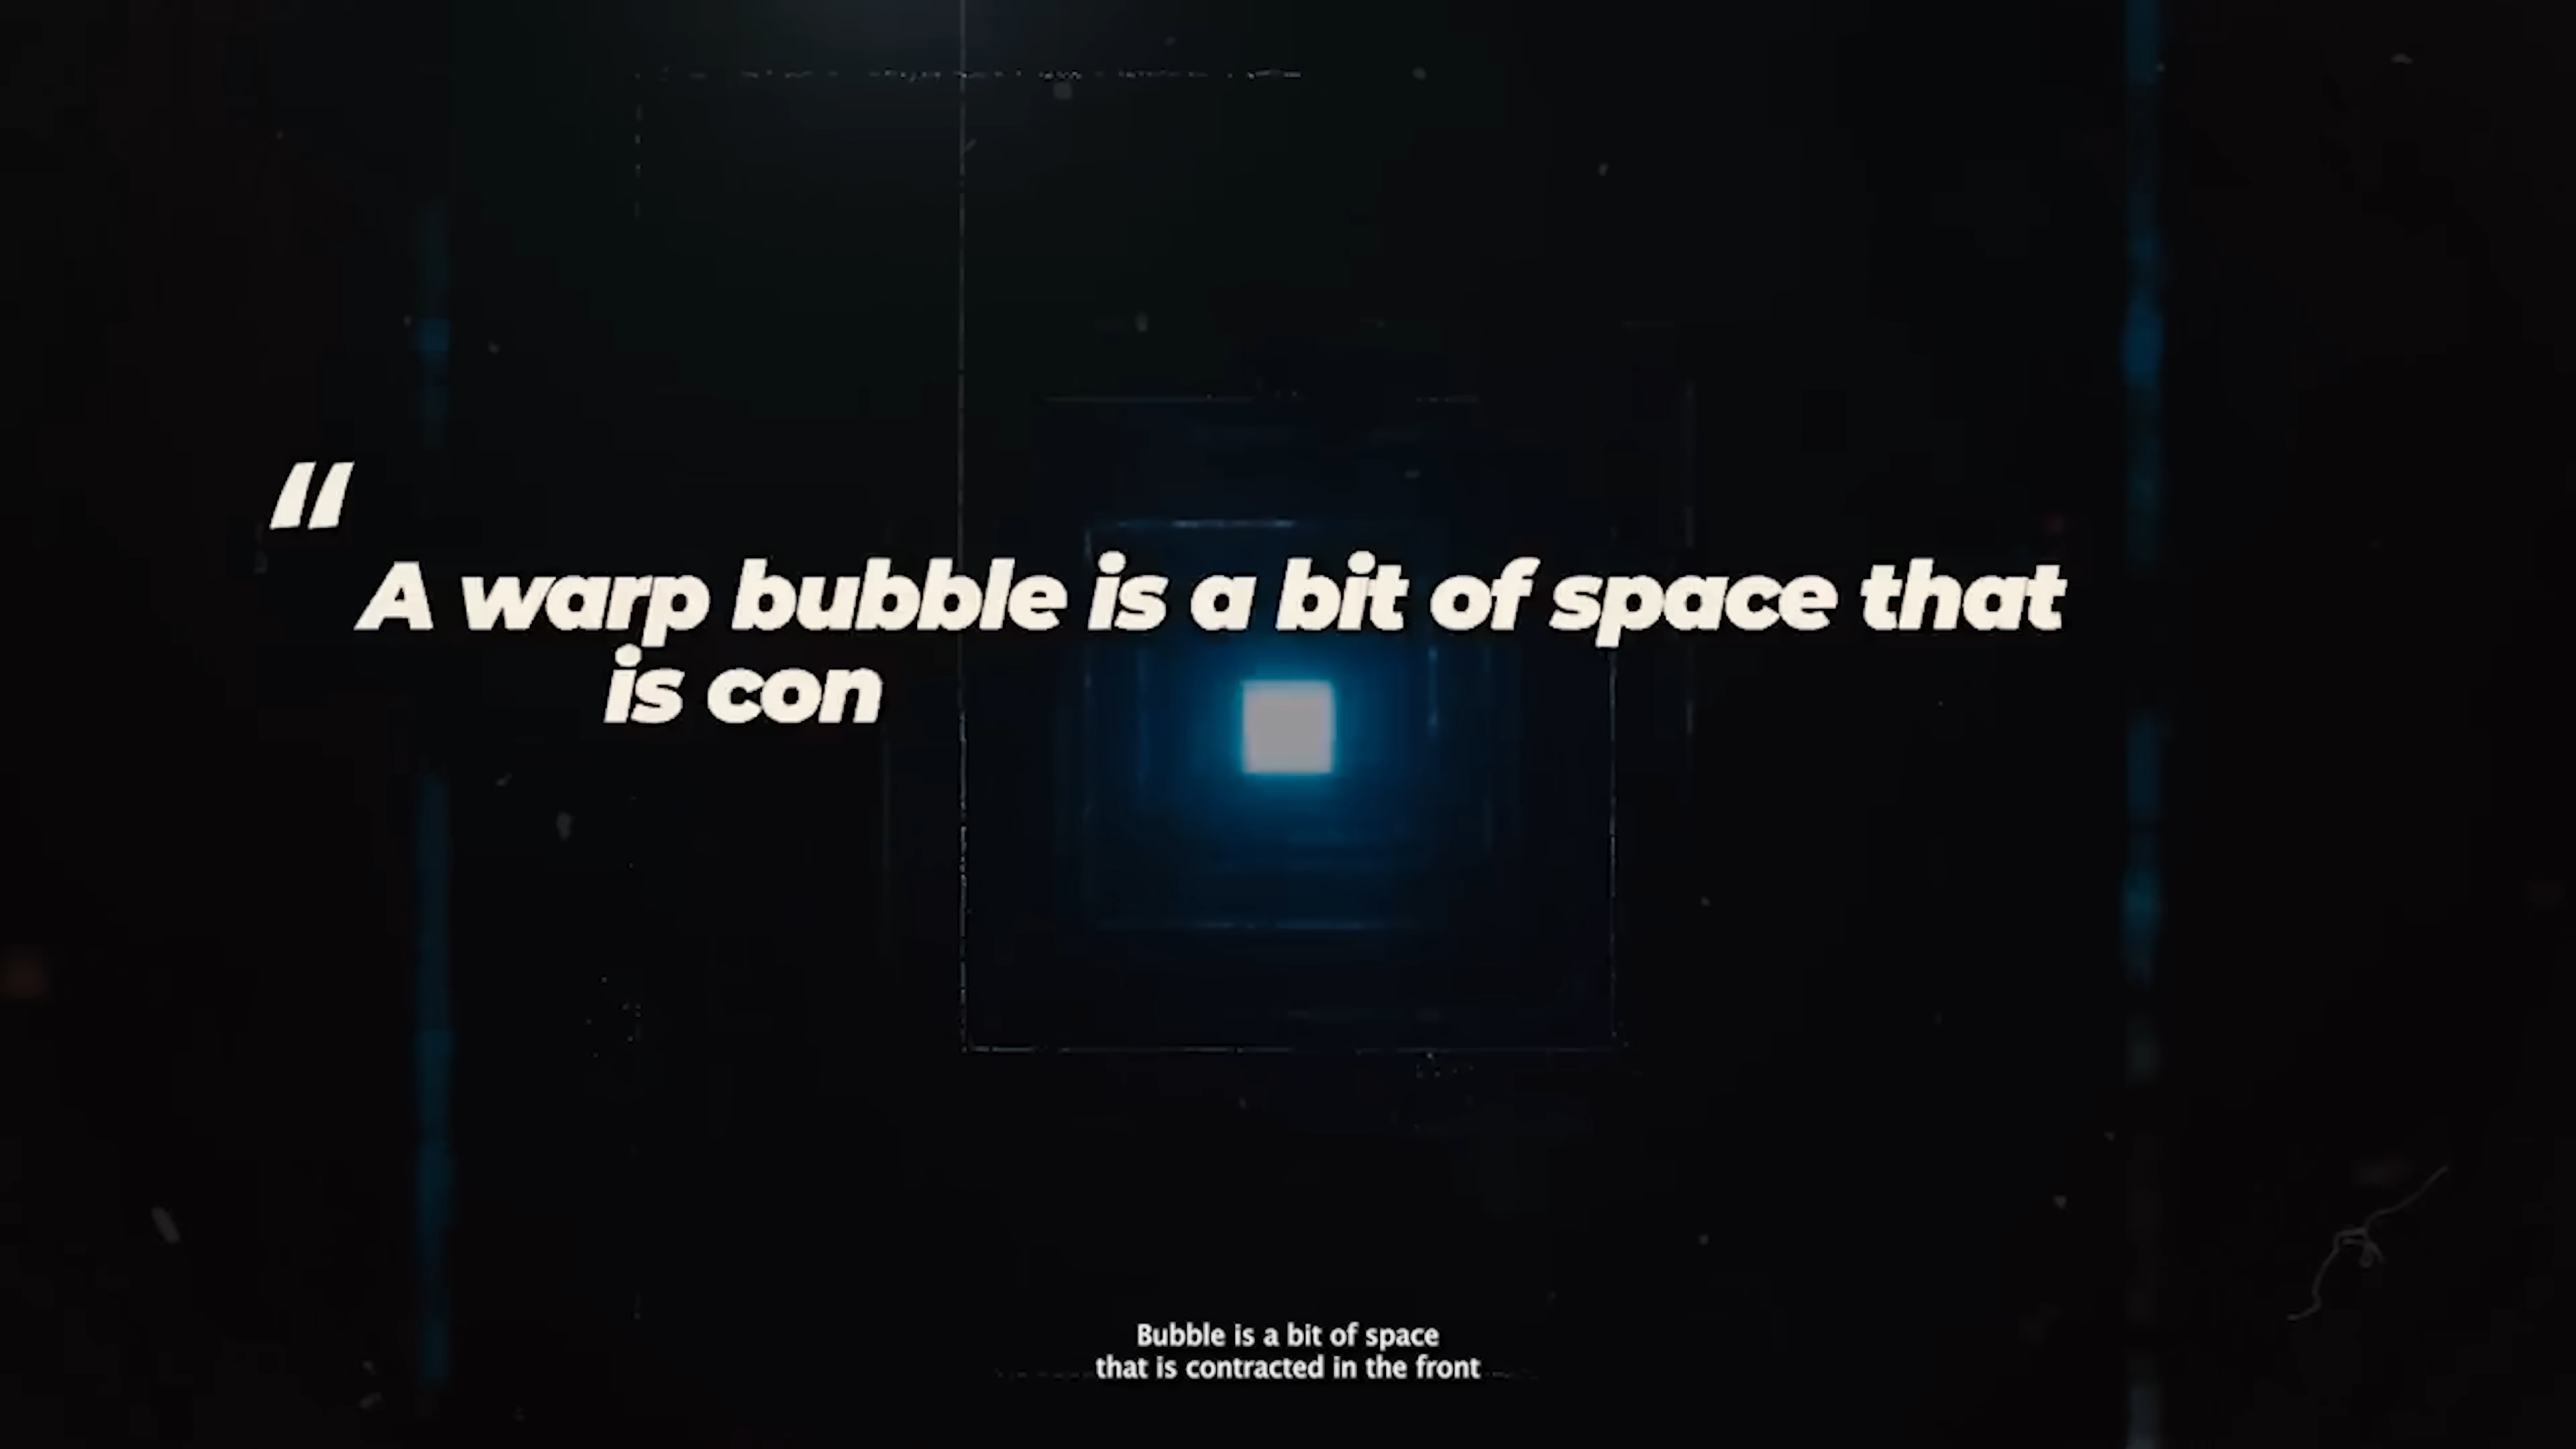 “
A warp bubble is a bit of space that
is con
Bubble is a bit of space
that is contracted in the front